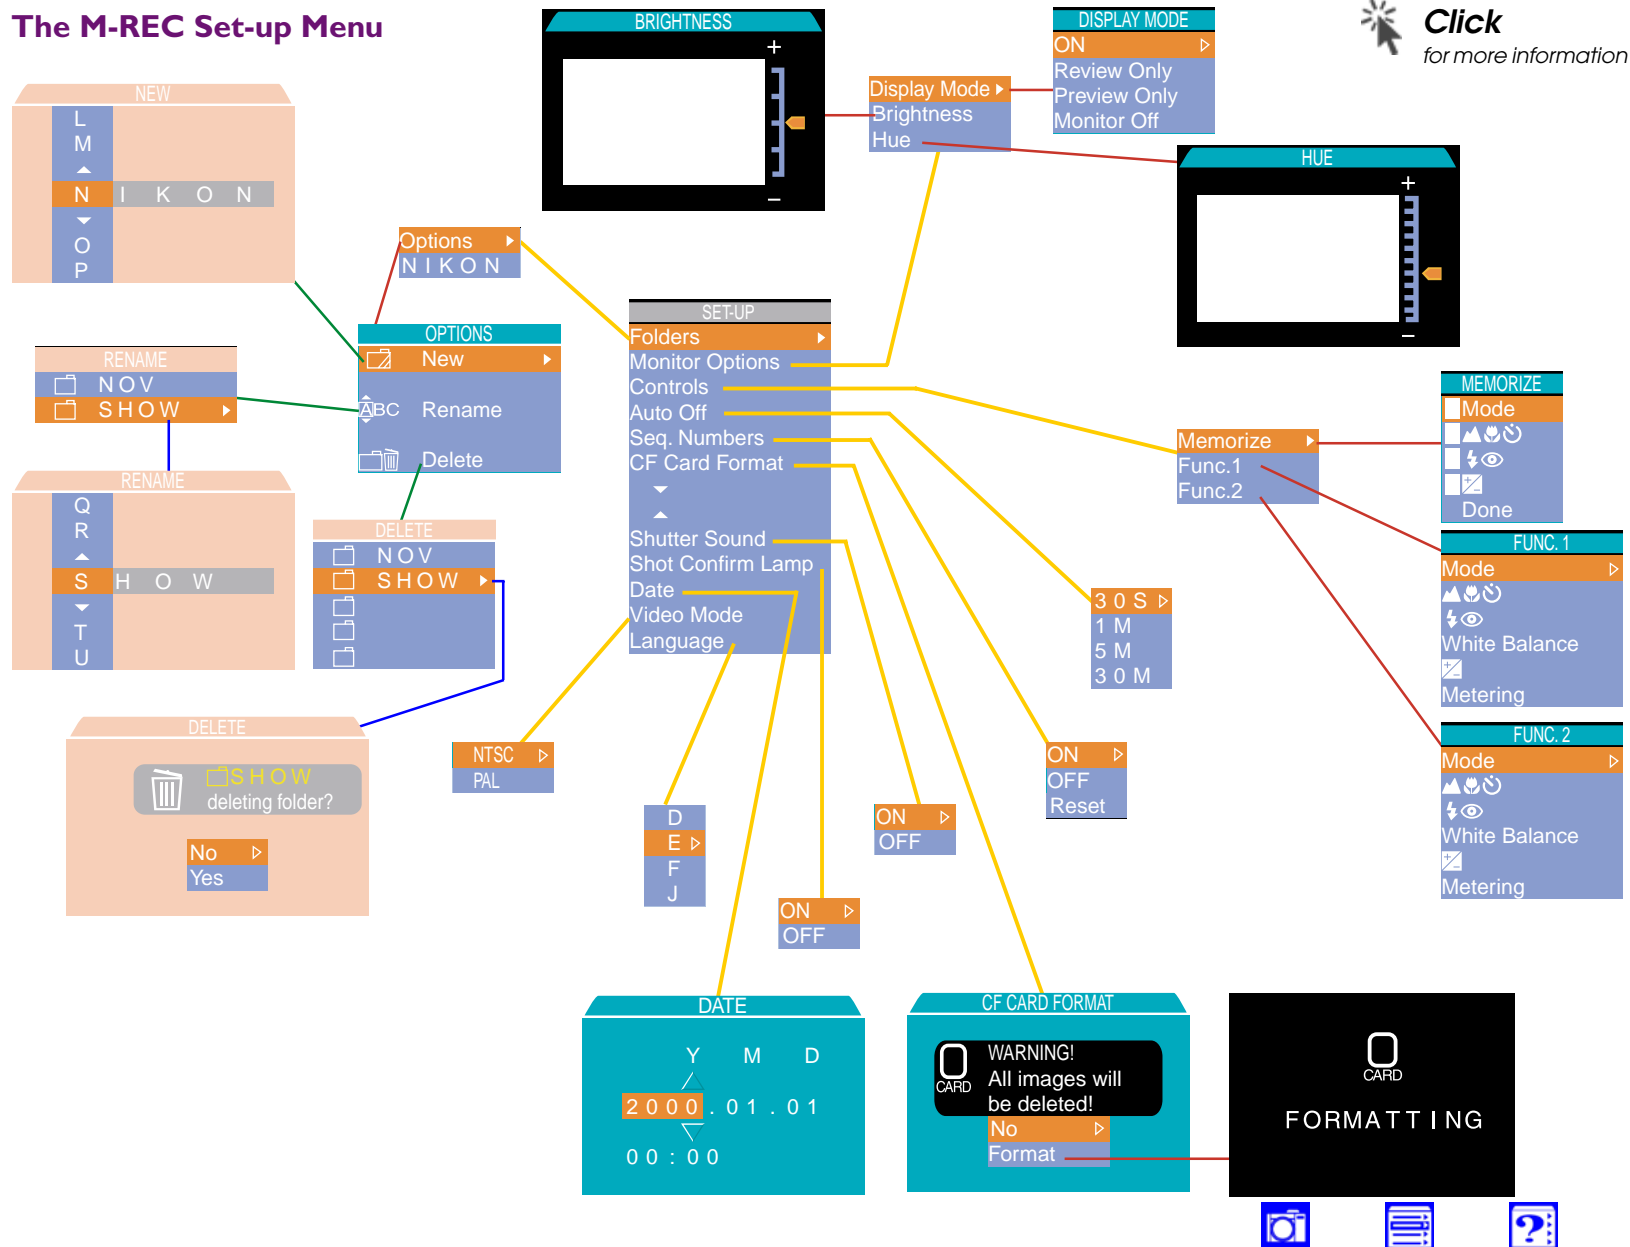 The M-REC Set-up Menu
Click
for more information
BRIGHTNESS
+
−
DISPLAY MODE
ON
Review Only
Preview Only
Monitor Off
Display Mode
Brightness
Hue
HUE
+
−
NEW
L
M
N I K O N
O
P
Options
N I K O N
OPTIONS
New
ABC Rename
Delete
RENAME
N O V
S H O W
RENAME
Q
R
S H O W
T
U
DELETE
N O V
S H O W
DELETE
S H O W
deleting folder?
No
Yes
SET-UP
Folders
Monitor Options
Controls
Auto Off
Seq. Numbers
CF Card Format
Shutter Sound
Shot Confirm Lamp
Date
Video Mode
Language
Memorize
Func.1
Func.2
MEMORIZE
Mode
Done
FUNC. 1
Mode
White Balance
Metering
FUNC. 2
Mode
White Balance
Metering
3 0 S
1 M
5 M
3 0 M
NTSC
PAL
D
E
F
J
ON
OFF
ON
OFF
ON
OFF
Reset
DATE
Y M D
2 0 0 0 . 0 1 . 0 1
0 0 : 0 0
CF CARD FORMAT
CARD
WARNING!
All images will
be deleted!
No
Format
CARD
FORMATTING
?